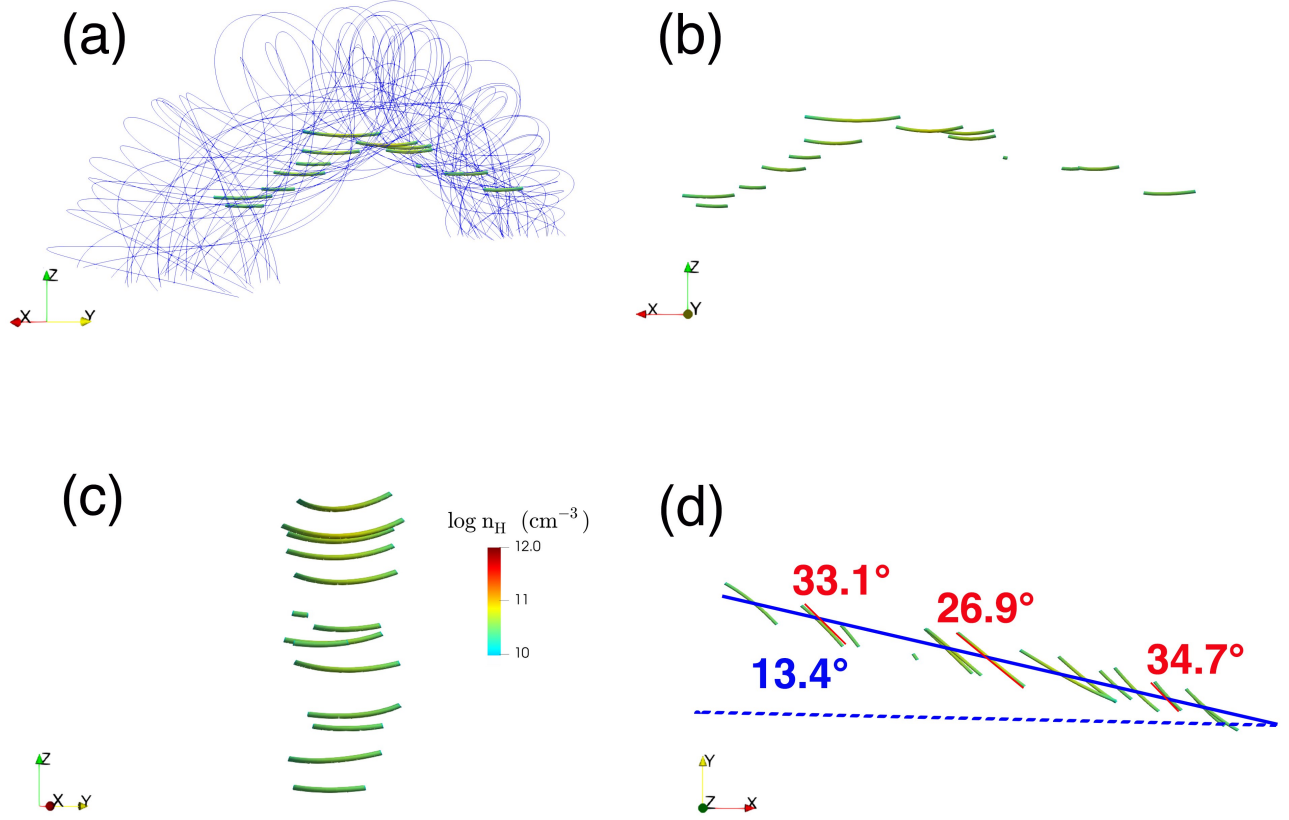 (a)
(b)
Z
X
Y
Z
X
Y
(c)
(d)
log n_H (cm⁻³)
12.0
11
10
33.1°
26.9°
34.7°
13.4°
Z
X
Y
Y
Z
X